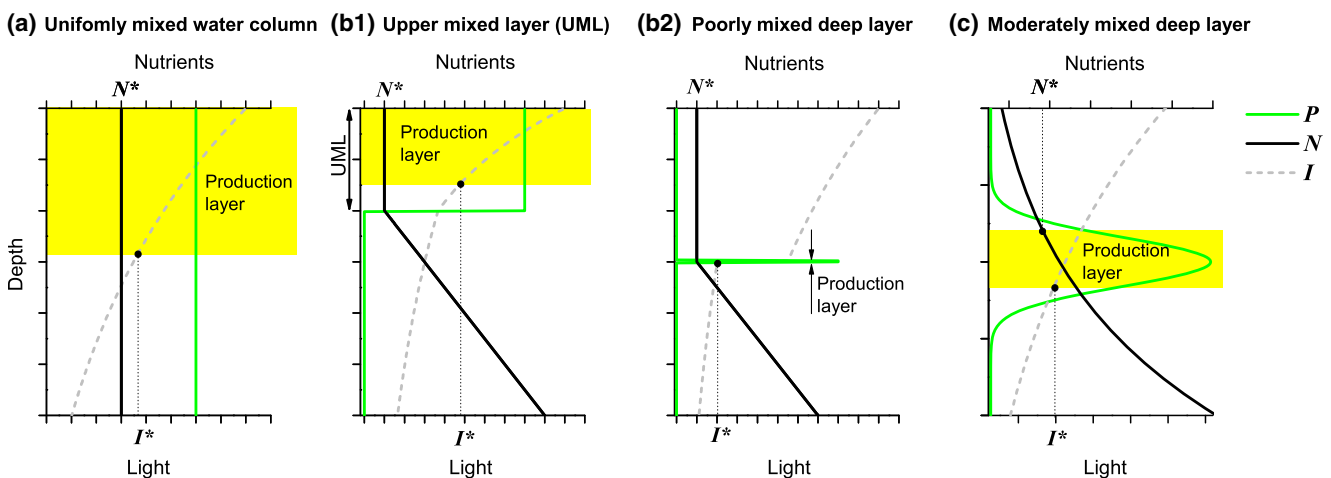 (a) Unifomly mixed water column
Nutrients
N*
Depth
Production
layer
I*
Light
(b1) Upper mixed layer (UML)
Nutrients
N*
UML
Production
layer
I*
Light
(b2) Poorly mixed deep layer
Nutrients
N*
Production
layer
I*
Light
(c) Moderately mixed deep layer
Nutrients
N*
Production
layer
I*
Light
P
N
I